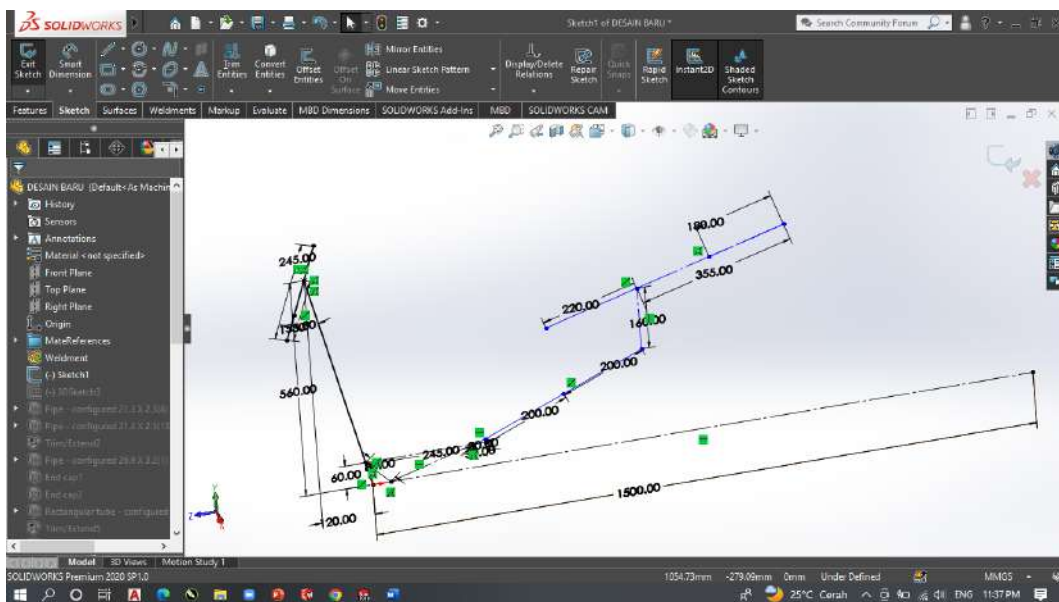 SOLIDWORKS
Sketch1 of DESAIN BARU *
Search Community Forum
Exit Sketch
Smart Dimension
Trim Entities
Convert Entities
Offset Entities
Offset On Surface
Mirror Entities
Linear Sketch Pattern
Move Entities
Display/Delete Relations
Repair Sketch
Quick Snaps
Rapid Sketch
Instant2D
Shaded Sketch Contours
Features Sketch Surfaces Weldments Markup Evaluate MBD Dimensions SOLIDWORKS Add-Ins MBD SOLIDWORKS CAM
DESAIN BARU (Default<As Machin
History
Sensors
Annotations
Material <not specified>
Front Plane
Top Plane
Right Plane
Origin
MateReferences
Weldment
(-) Sketch1
Trim/Extend2
End cap1
Rectangular tube - configured
245.00
560.00
60.00
20.00
245.00
200.00
200.00
160.00
220.00
180.00
355.00
1500.00
Y
Z
Model 3D Views Motion Study 1
SOLIDWORKS Premium 2020 SP1.0
1054.73mm -279.09mm 0mm Under Defined MMGS
25°C Cerah ENG 11:37 PM